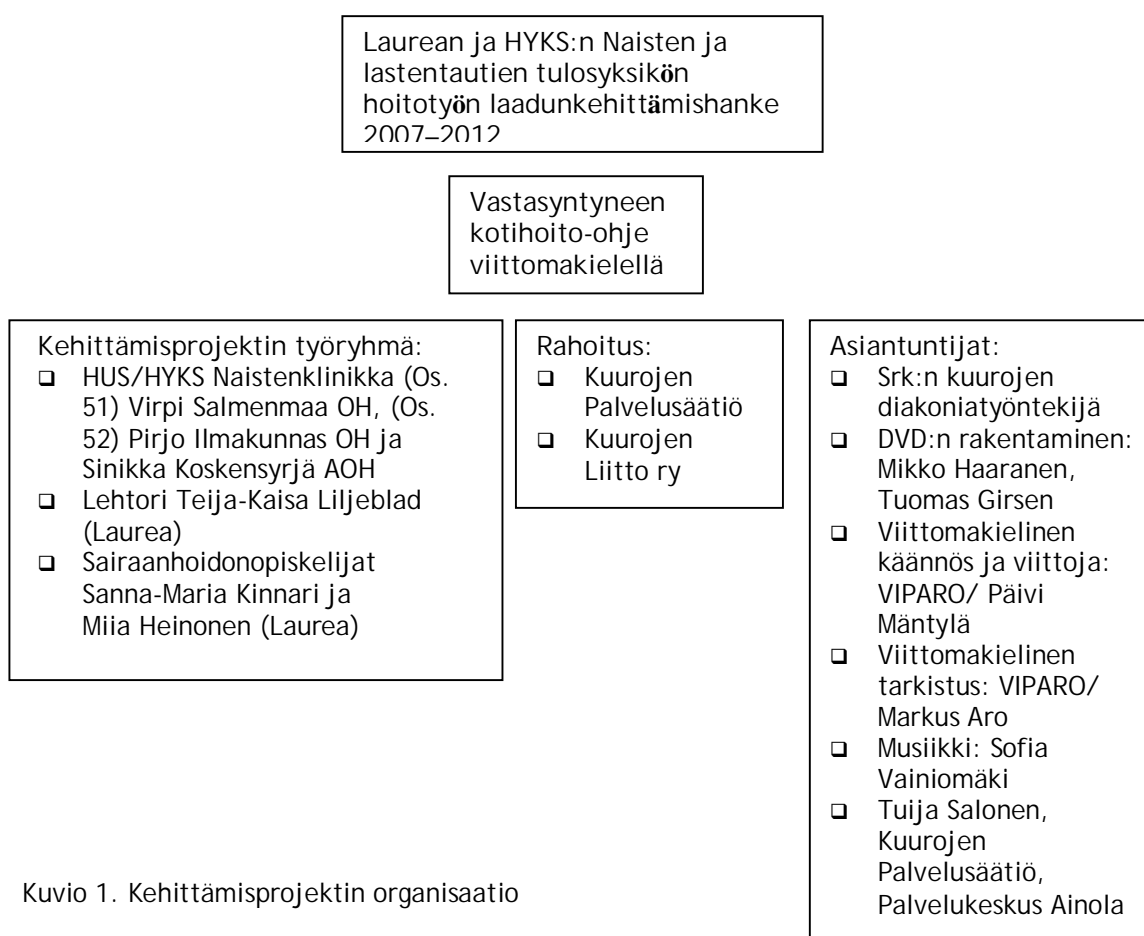 Laurean ja HYKS:n Naisten ja
lastentautien tulosyksikön
hoitotyön laadunkehittämishanke
2007–2012
Vastasyntyneen
kotihoito-ohje
viittomakielellä
Kehittämisprojektin työryhmä:
❑ HUS/HYKS Naistenklinikka (Os.
51) Virpi Salmenmaa OH, (Os.
52) Pirjo Ilmakunnas OH ja
Sinikka Koskensyrjä AOH
❑ Lehtori Teija-Kaisa Liljeblad
(Laurea)
❑ Sairaanhoidonopiskelijat
Sanna-Maria Kinnari ja
Miia Heinonen (Laurea)
Rahoitus:
❑ Kuurojen
Palvelusäätiö
❑ Kuurojen
Liitto ry
Asiantuntijat:
❑ Srk:n kuurojen
diakoniatyöntekijä
❑ DVD:n rakentaminen:
Mikko Haaranen,
Tuomas Girsen
❑ Viittomakielinen
käännös ja viittoja:
VIPARO/ Päivi
Mäntylä
❑ Viittomakielinen
tarkistus: VIPARO/
Markus Aro
❑ Musiikki: Sofia
Vainiomäki
❑ Tuija Salonen,
Kuurojen
Palvelusäätiö,
Palvelukeskus Ainola
Kuvio 1. Kehittämisprojektin organisaatio